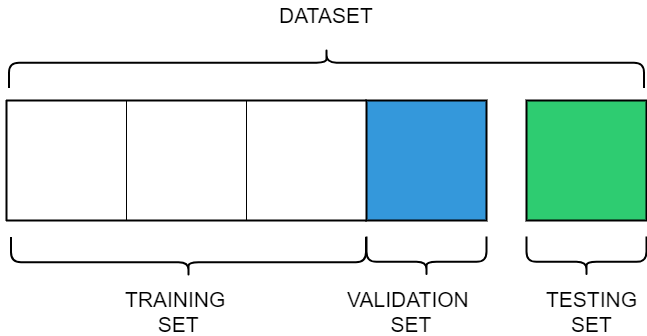 DATASET
TRAINING
SET
VALIDATION
SET
TESTING
SET